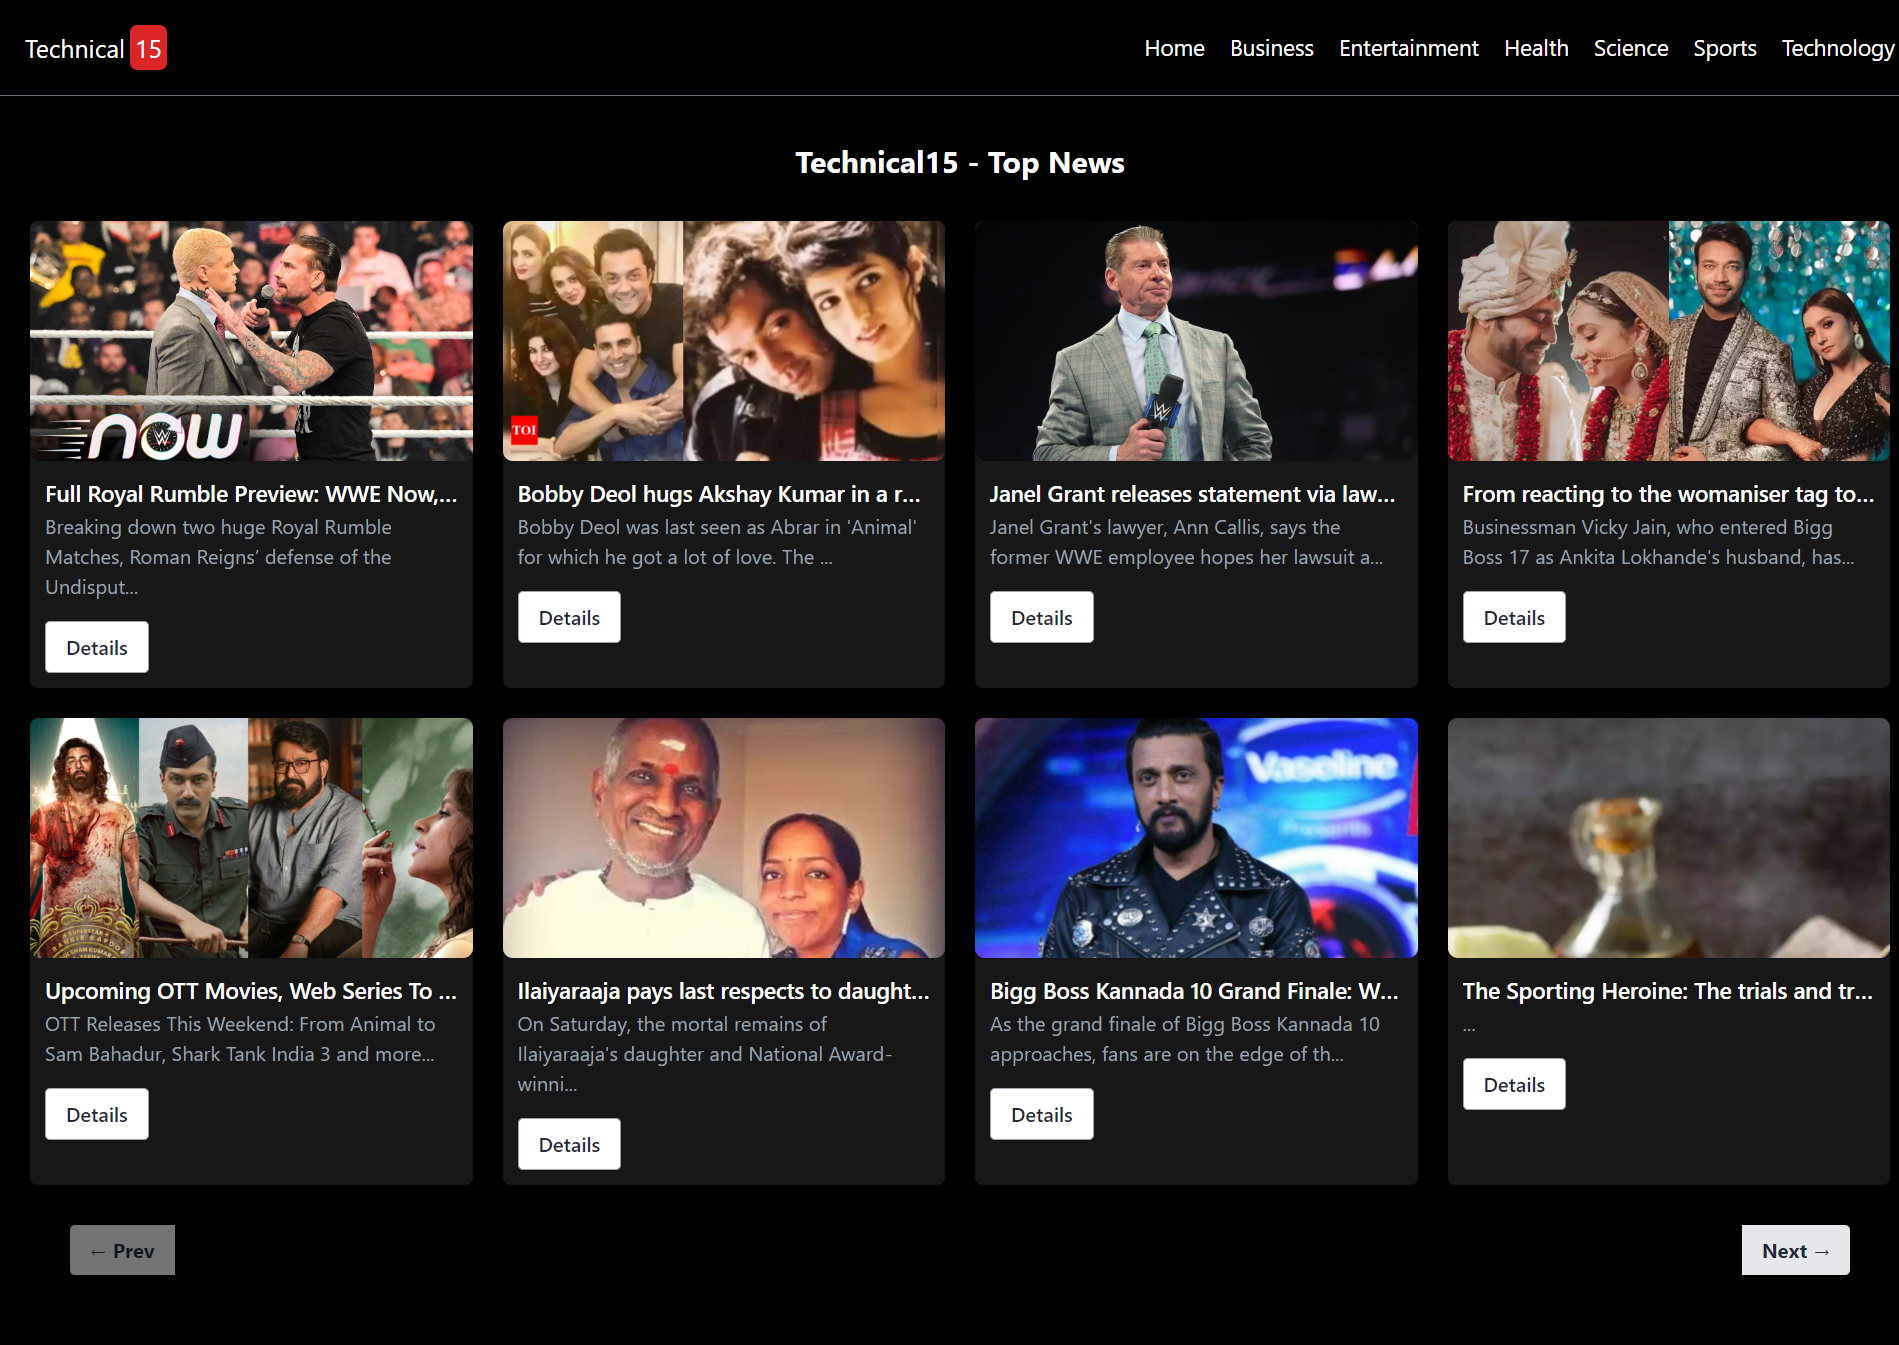 Technical 15
Home Business Entertainment Health Science Sports Technology
Technical15 - Top News
now
TOI
Full Royal Rumble Preview: WWE Now,...
Breaking down two huge Royal Rumble
Matches, Roman Reigns’ defense of the
Undisput...
Details
Bobby Deol hugs Akshay Kumar in a r...
Bobby Deol was last seen as Abrar in 'Animal'
for which he got a lot of love. The ...
Details
Janel Grant releases statement via law...
Janel Grant's lawyer, Ann Callis, says the
former WWE employee hopes her lawsuit a...
Details
From reacting to the womaniser tag to...
Businessman Vicky Jain, who entered Bigg
Boss 17 as Ankita Lokhande's husband, has...
Details
SUPERSTAR
RANBIR KAPOOR
Vaseline
Presents
Upcoming OTT Movies, Web Series To ...
OTT Releases This Weekend: From Animal to
Sam Bahadur, Shark Tank India 3 and more...
Details
Ilaiyaraaja pays last respects to daught...
On Saturday, the mortal remains of
Ilaiyaraaja's daughter and National Award-
winni...
Details
Bigg Boss Kannada 10 Grand Finale: W...
As the grand finale of Bigg Boss Kannada 10
approaches, fans are on the edge of th...
Details
The Sporting Heroine: The trials and tr...
...
Details
← Prev
Next →